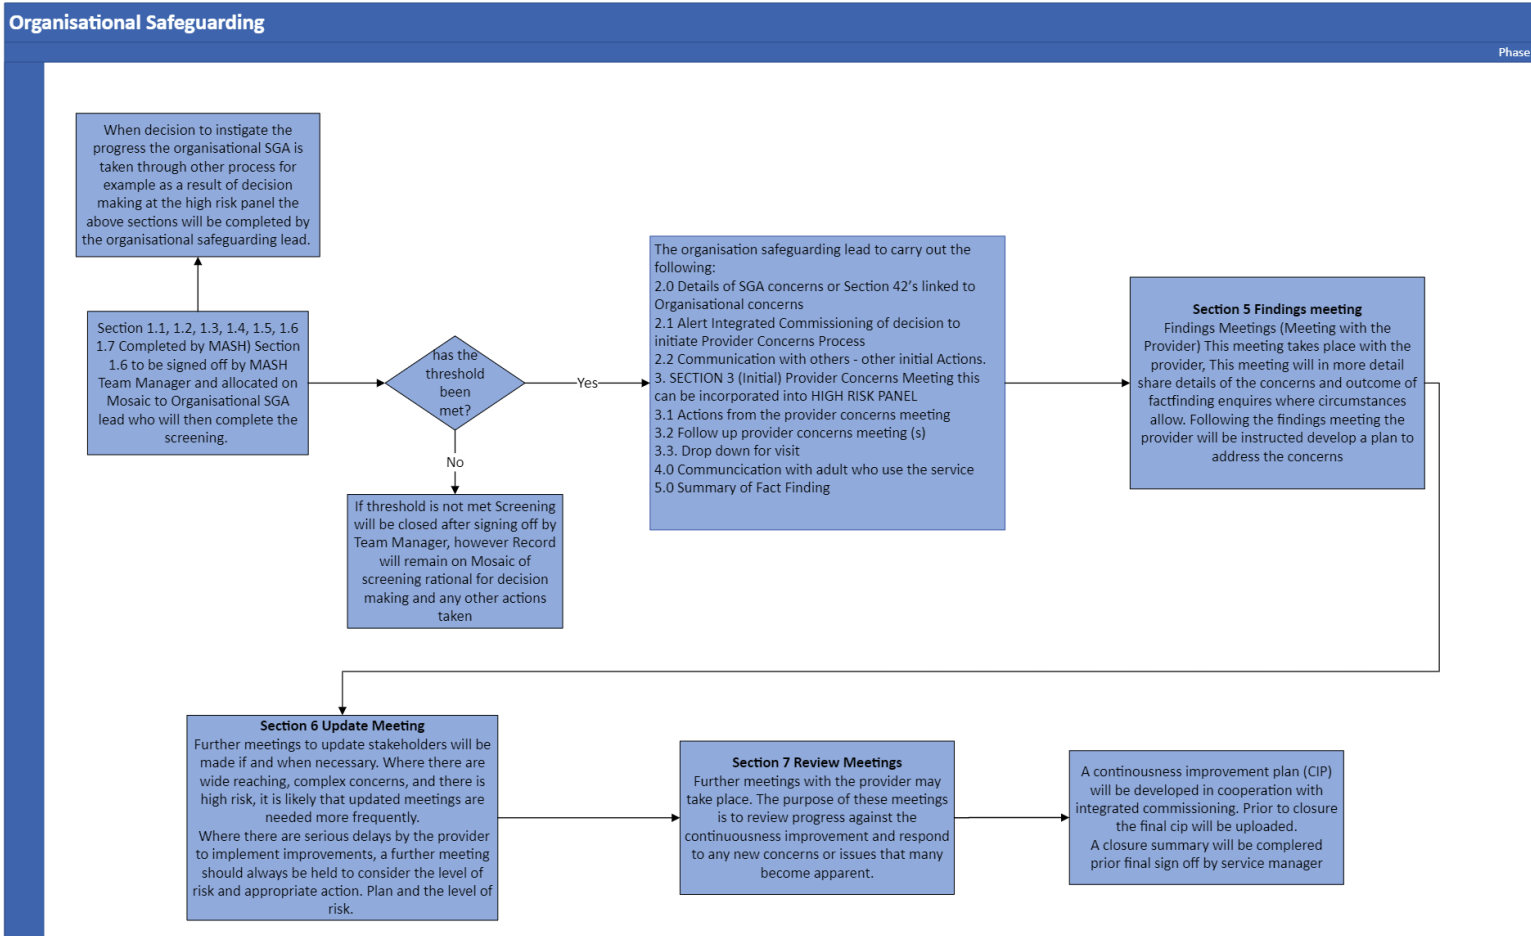 Organisational Safeguarding
Phase
When decision to instigate the
progress the organisational SGA is
taken through other process for
example as a result of decision
making at the high risk panel the
above sections will be completed by
the organisational safeguarding lead.
Section 1.1, 1.2, 1.3, 1.4, 1.5, 1.6
1.7 Completed by MASH) Section
1.6 to be signed off by MASH
Team Manager and allocated on
Mosaic to Organisational SGA
lead who will then complete the
screening.
has the
threshold
been
met?
Yes
No
If threshold is not met Screening
will be closed after signing off by
Team Manager, however Record
will remain on Mosaic of
screening rational for decision
making and any other actions
taken
The organisation safeguarding lead to carry out the
following:
2.0 Details of SGA concerns or Section 42's linked to
Organisational concerns
2.1 Alert Integrated Commissioning of decision to
initiate Provider Concerns Process
2.2 Communication with others - other initial Actions.
3. SECTION 3 (Initial) Provider Concerns Meeting this
can be incorporated into HIGH RISK PANEL
3.1 Actions from the provider concerns meeting
3.2 Follow up provider concerns meeting (s)
3.3. Drop down for visit
4.0 Communcication with adult who use the service
5.0 Summary of Fact Finding
Section 5 Findings meeting
Findings Meetings (Meeting with the
Provider) This meeting takes place with the
provider, This meeting will in more detail
share details of the concerns and outcome of
factfinding enquires where circumstances
allow. Following the findings meeting the
provider will be instructed develop a plan to
address the concerns
Section 6 Update Meeting
Further meetings to update stakeholders will be
made if and when necessary. Where there are
wide reaching, complex concerns, and there is
high risk, it is likely that updated meetings are
needed more frequently.
Where there are serious delays by the provider
to implement improvements, a further meeting
should always be held to consider the level of
risk and appropriate action. Plan and the level of
risk.
Section 7 Review Meetings
Further meetings with the provider may
take place. The purpose of these meetings
is to review progress against the
continuousness improvement and respond
to any new concerns or issues that many
become apparent.
A continousness improvement plan (CIP)
will be developed in cooperation with
integrated commissioning. Prior to closure
the final cip will be uploaded.
A closure summary will be complered
prior final sign off by service manager